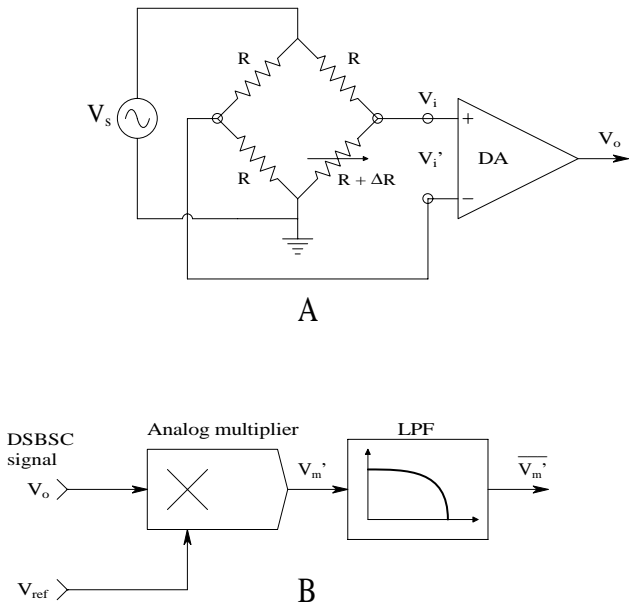 R
R
V_s
V_i
+
V_o
V_i'
DA
R
R + ΔR
−
A
Analog multiplier
LPF
DSBSC
signal
V_m'
V_m'
V_o
V_ref
B